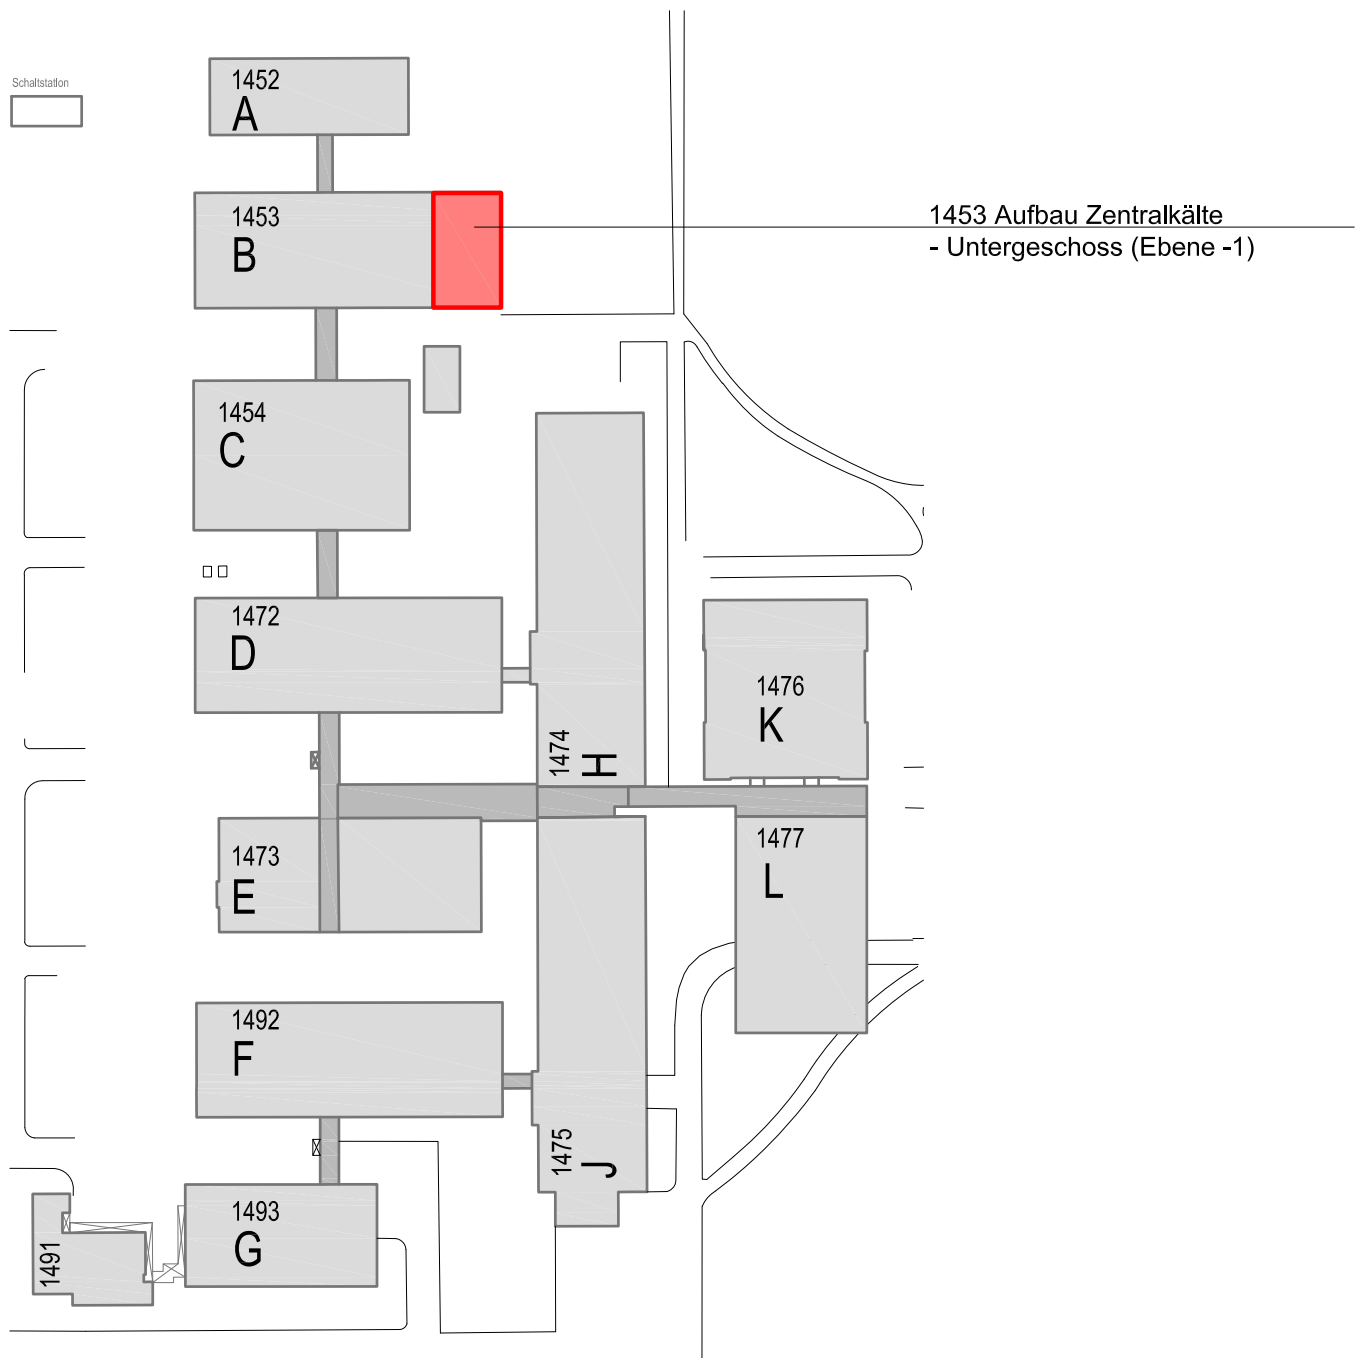 Schaltstation
1452
A
1453
B
1453 Aufbau Zentralkälte
- Untergeschoss (Ebene -1)
1454
C
1472
D
1476
K
1474
H
1473
E
1477
L
1492
F
1475
J
1493
G
1491